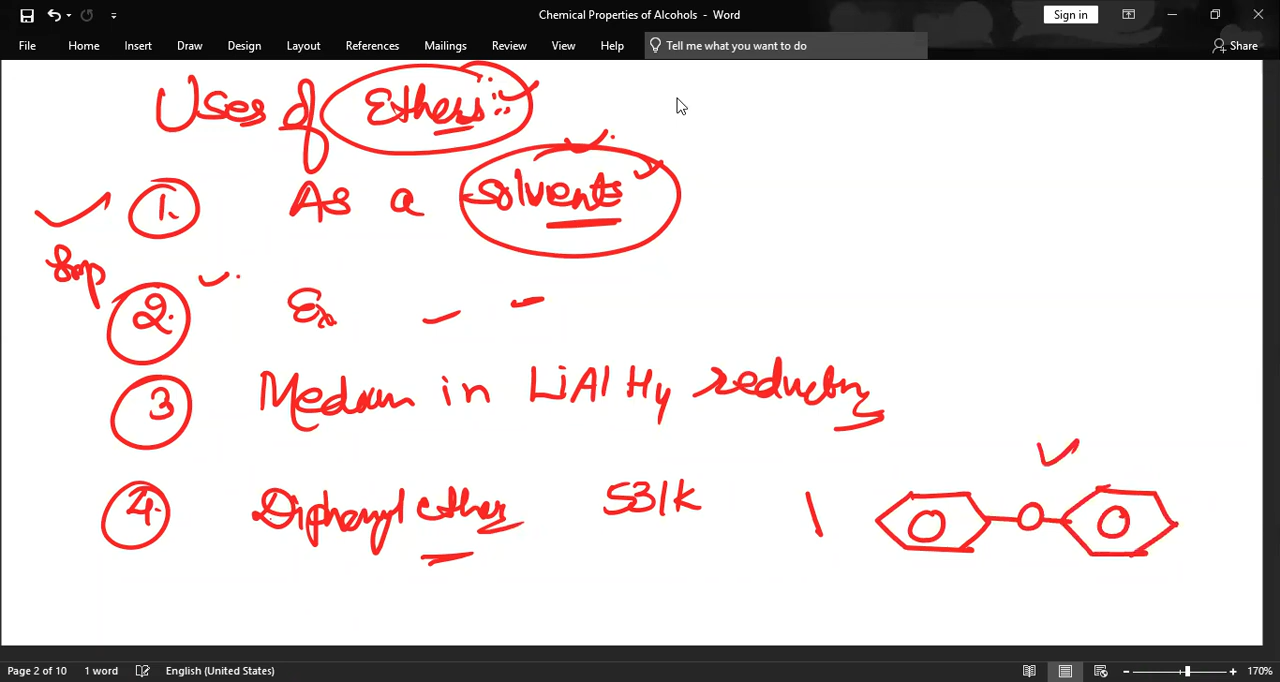 Chemical Properties of Alcohols - Word
Sign in
File Home Insert Draw Design Layout References Mailings Review View Help Tell me what you want to do Share
Uses of Ethers :-
1. As a solvents
Imp
2. Ex - -
3 Medium in LiAlH4 reduction
4. Diphenyl ether 531K
O O O
Page 2 of 10 1 word English (United States) 170%